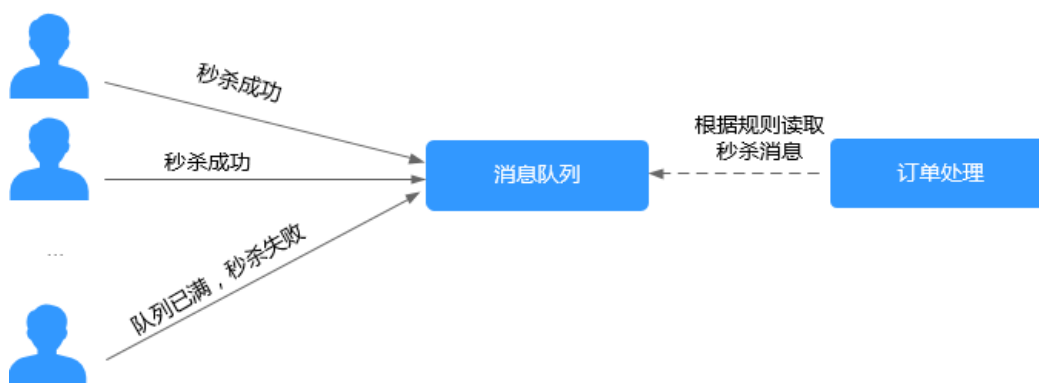 秒杀成功
秒杀成功
...
队列已满，秒杀失败
消息队列
根据规则读取
秒杀消息
订单处理